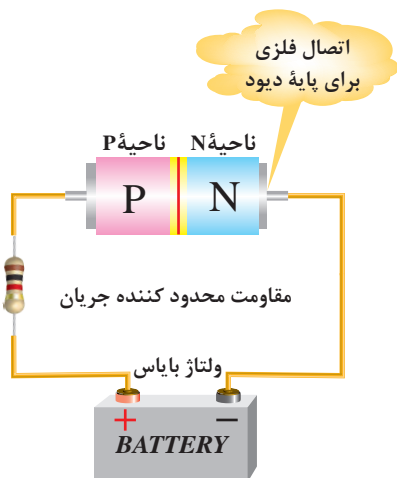 اتصال فلزی
برای پایهٔ دیود
ناحیهٔP ناحیهٔN
P N
مقاومت محدود کننده جریان
ولتاژ بایاس
+ −
BATTERY